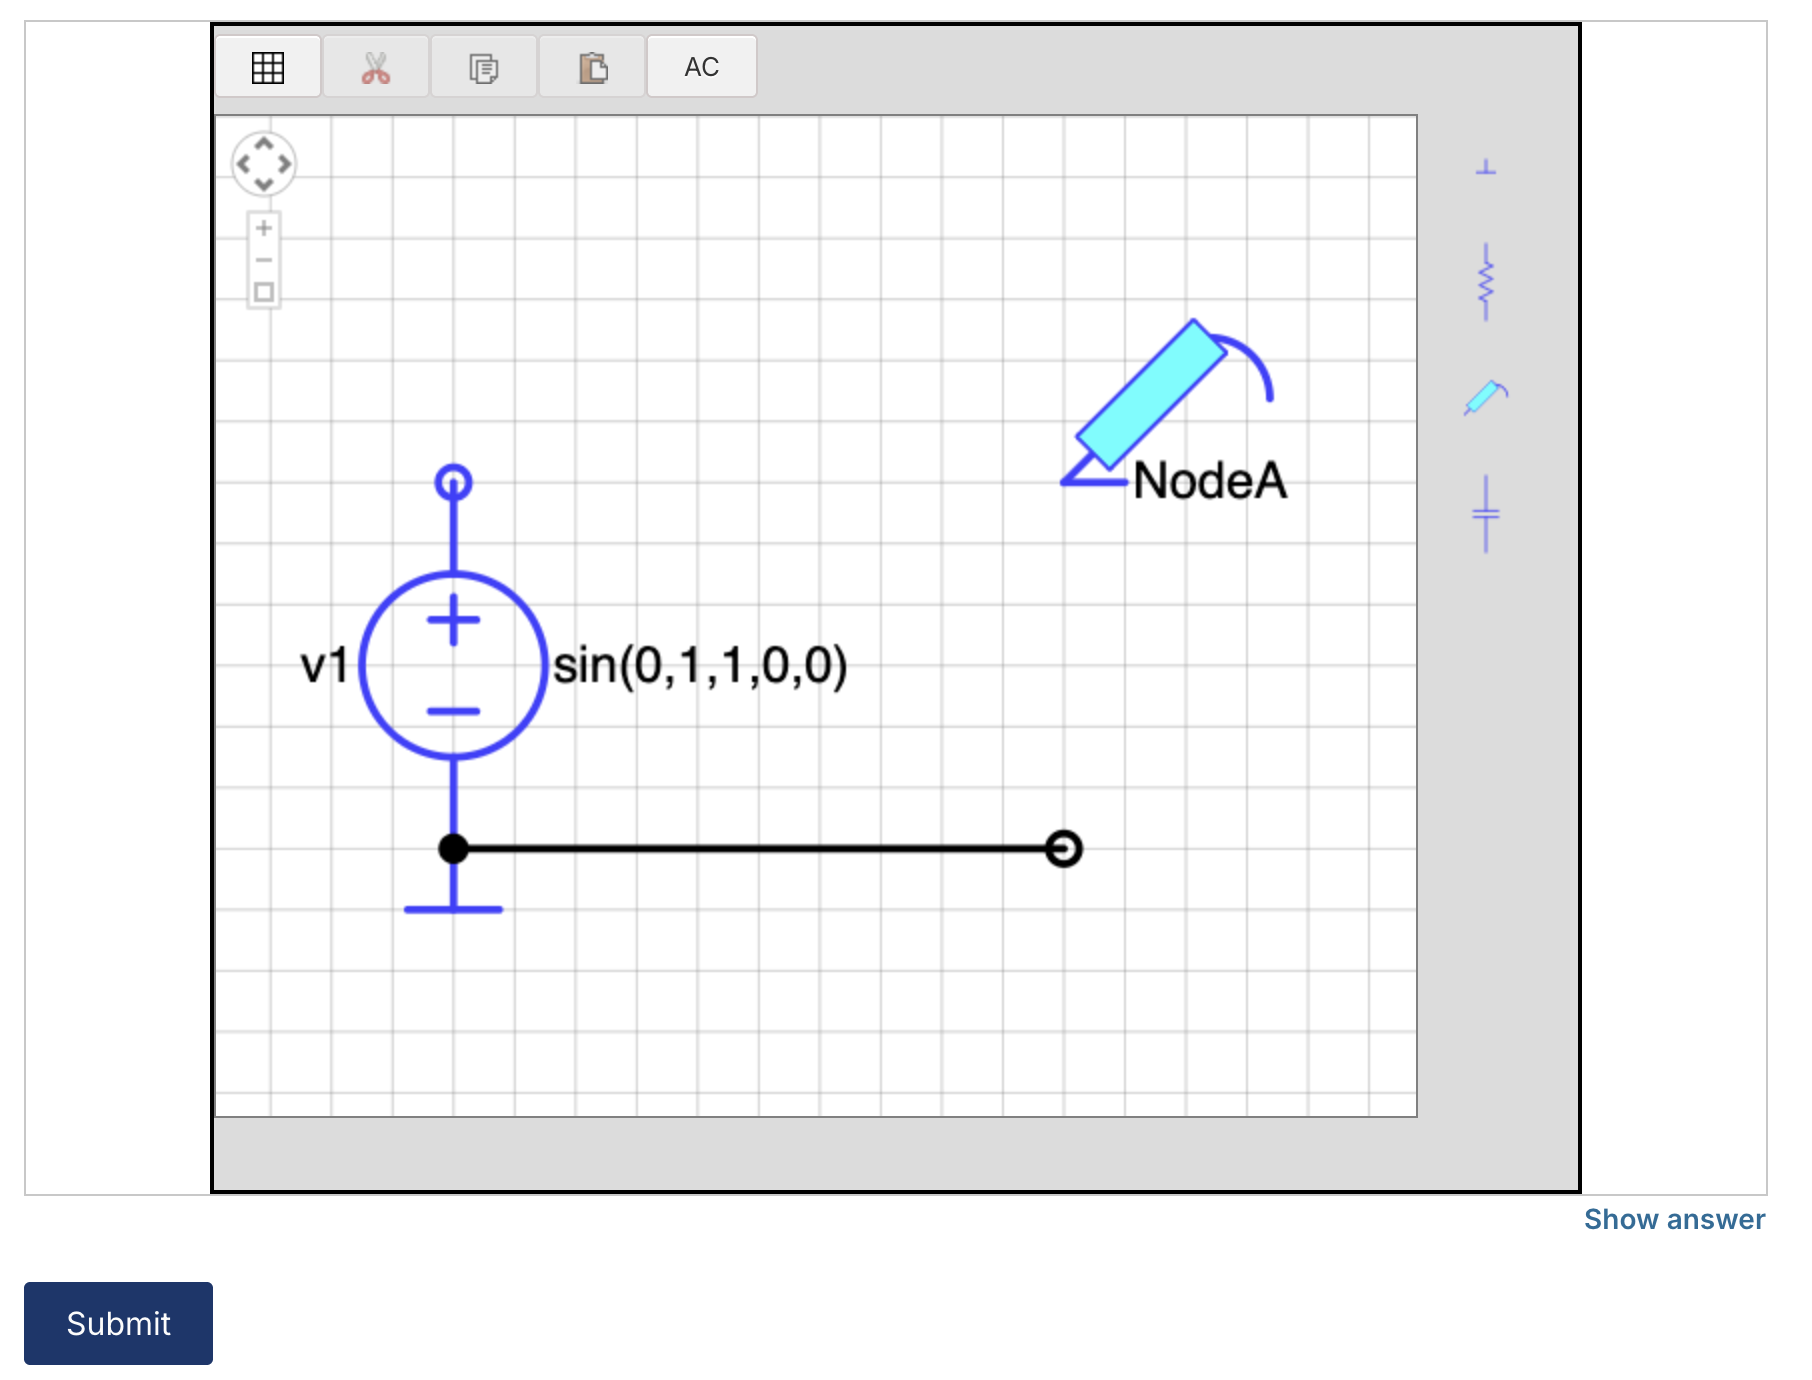 AC
NodeA
v1 sin(0,1,1,0,0)
Show answer
Submit